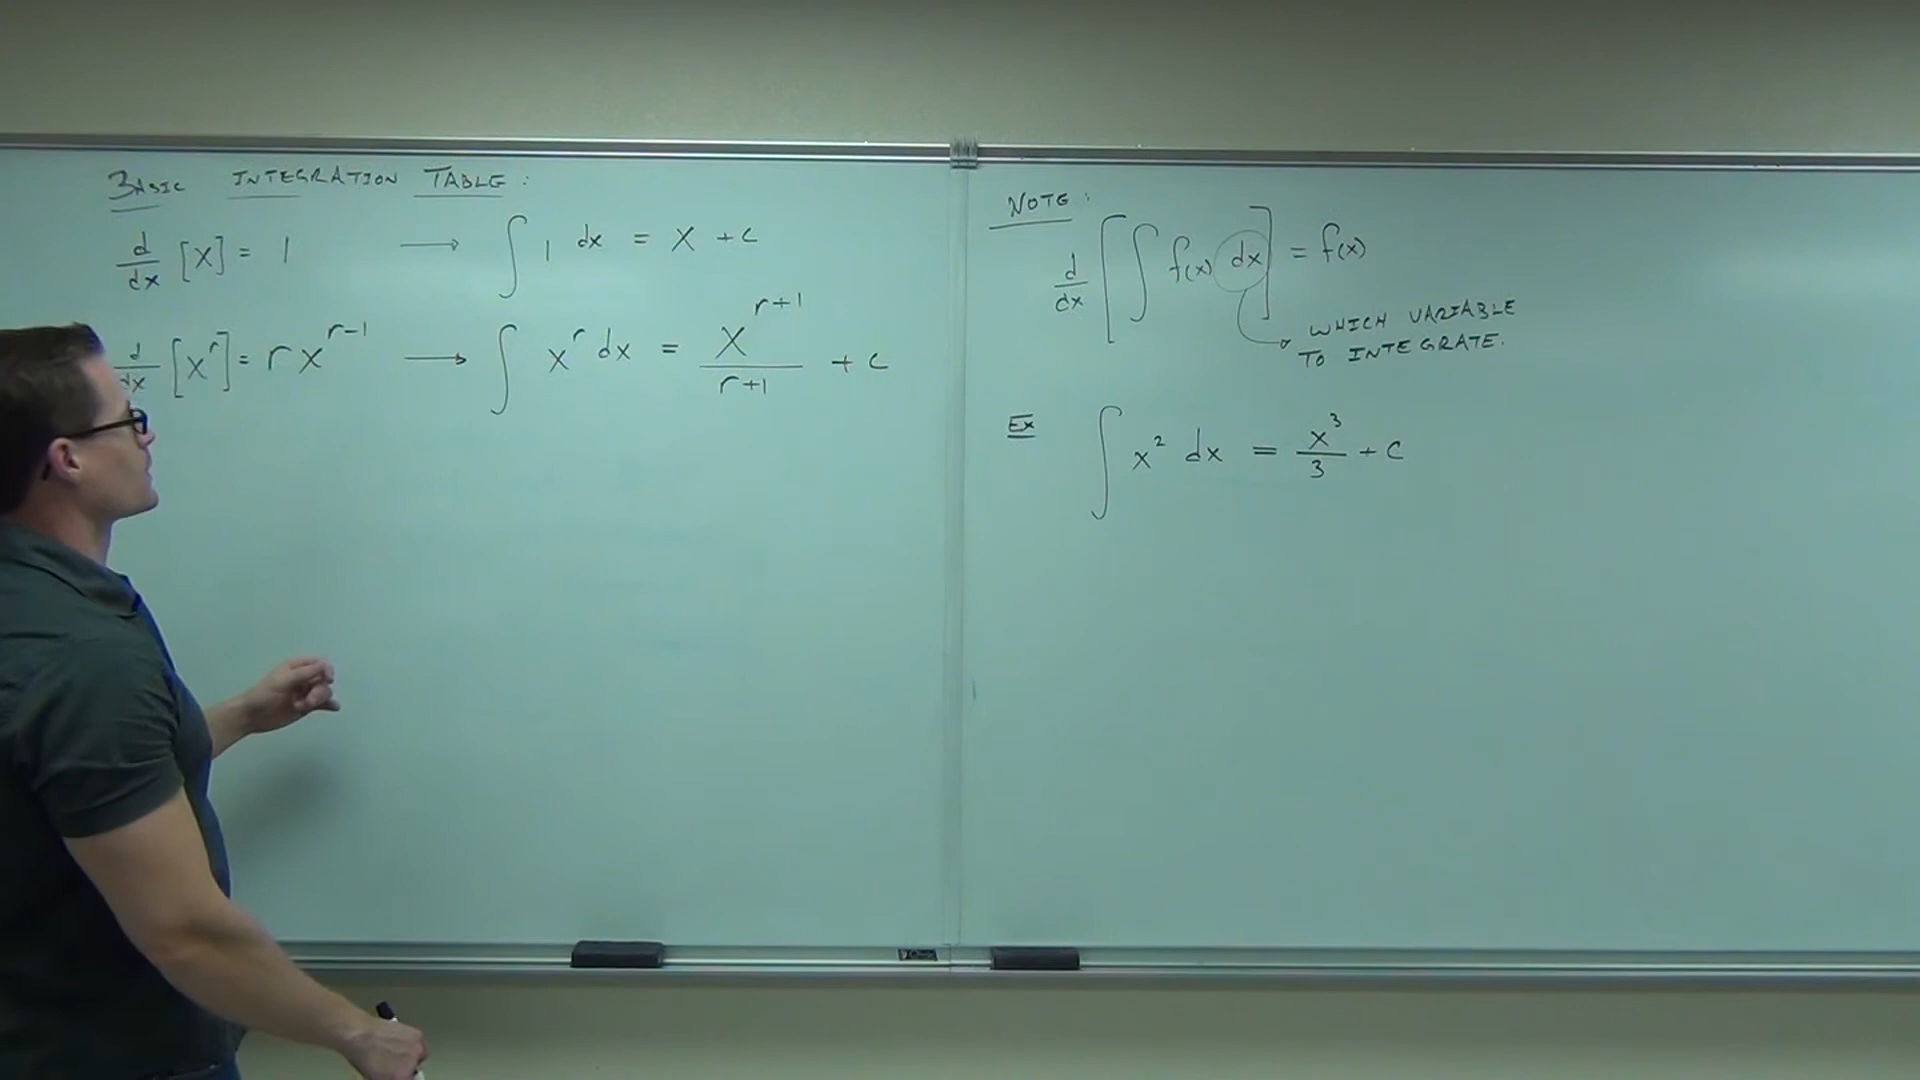 BASIC INTEGRATION TABLE :
d/dx [x] = 1 → ∫ 1 dx = x + c
d/dx [x^r] = r x^(r-1) → ∫ x^r dx = x^(r+1)/(r+1) + c
NOTE :
d/dx [∫ f(x) dx] = f(x)
WHICH VARIABLE
TO INTEGRATE.
Ex ∫ x² dx = x³/3 + c